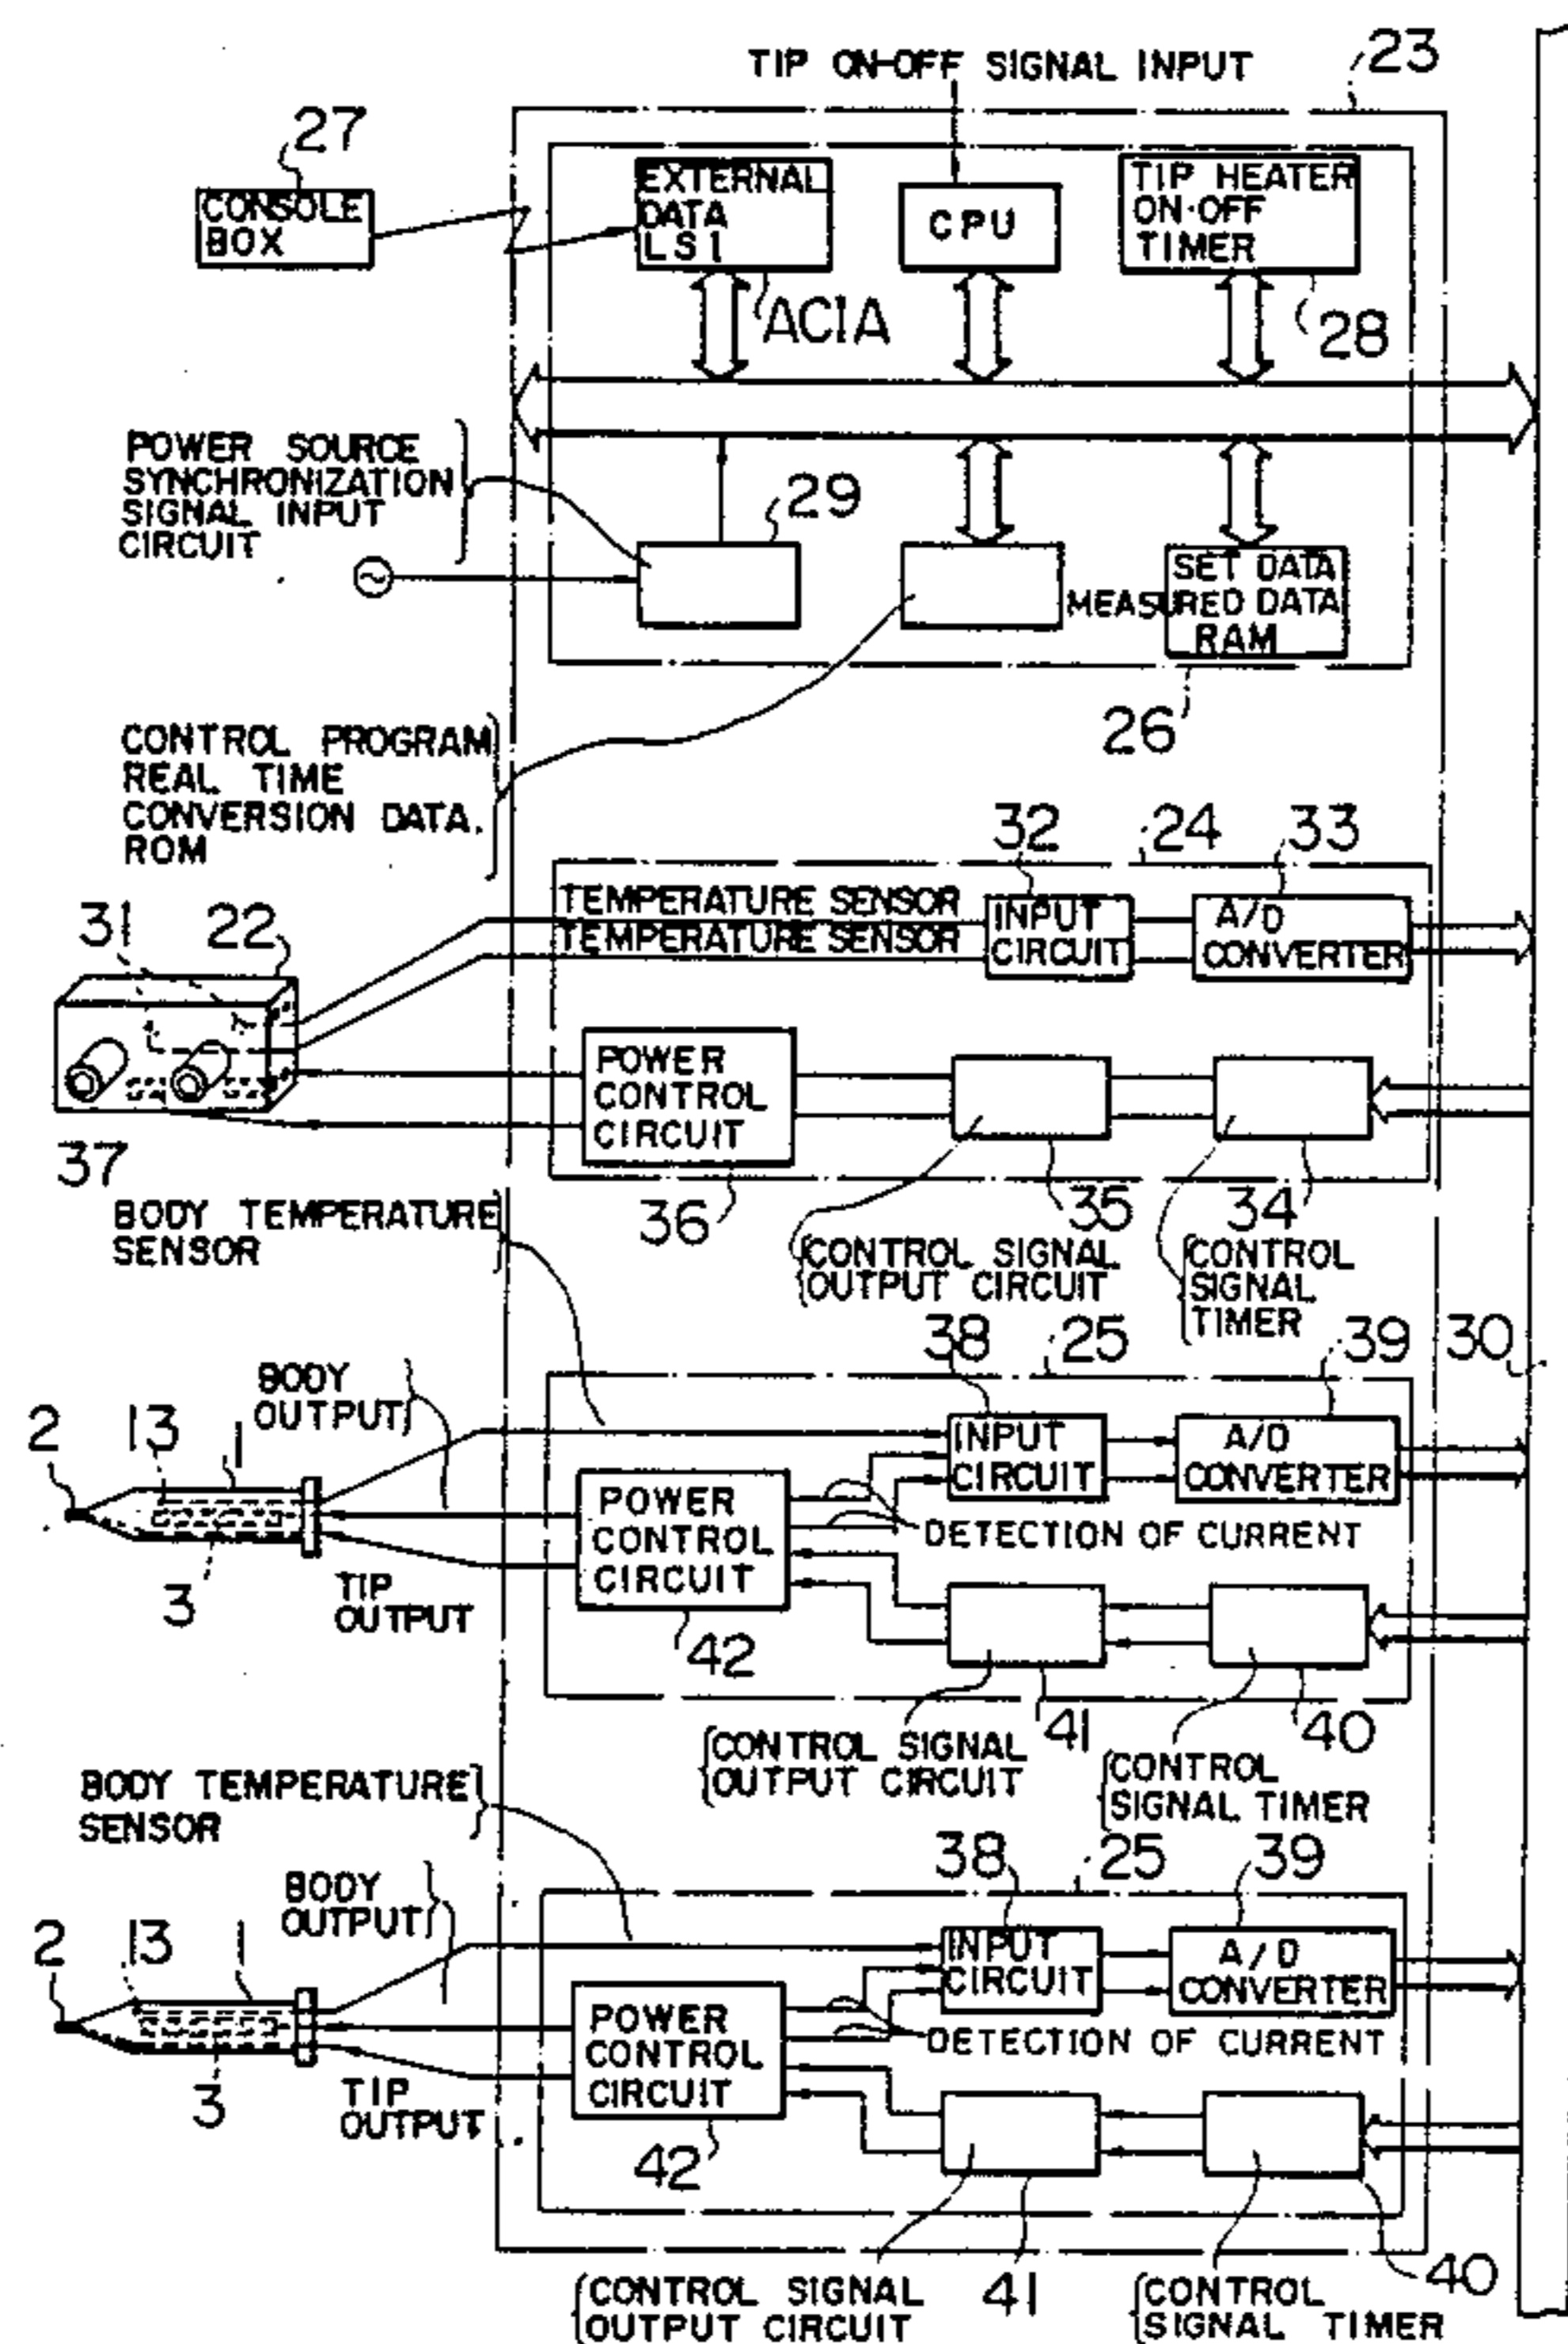 TIP ON-OFF SIGNAL INPUT
23
27
CONSOLE
BOX
EXTERNAL
DATA
LSI
CPU
TIP HEATER
ON·OFF
TIMER
ACIA
28
POWER SOURCE
SYNCHRONIZATION
SIGNAL INPUT
CIRCUIT
29
SET DATA
MEASURED DATA
RAM
26
CONTROL PROGRAM
REAL TIME
CONVERSION DATA.
ROM
32
24
33
31
22
TEMPERATURE SENSOR
TEMPERATURE SENSOR
INPUT
CIRCUIT
A/D
CONVERTER
POWER
CONTROL
CIRCUIT
37
36
35
34
BODY TEMPERATURE
SENSOR
CONTROL SIGNAL
OUTPUT CIRCUIT
CONTROL
SIGNAL
TIMER
38
25
39
30
BODY
OUTPUT
2
13
1
INPUT
CIRCUIT
A/D
CONVERTER
POWER
CONTROL
CIRCUIT
DETECTION OF CURRENT
3
TIP
OUTPUT
42
41
40
CONTROL SIGNAL
OUTPUT CIRCUIT
CONTROL
SIGNAL TIMER
BODY TEMPERATURE
SENSOR
38
25
39
BODY
OUTPUT
2
13
1
INPUT
CIRCUIT
A/D
CONVERTER
POWER
CONTROL
CIRCUIT
DETECTION OF CURRENT
3
TIP
OUTPUT
42
41
40
CONTROL SIGNAL
OUTPUT CIRCUIT
CONTROL
SIGNAL TIMER